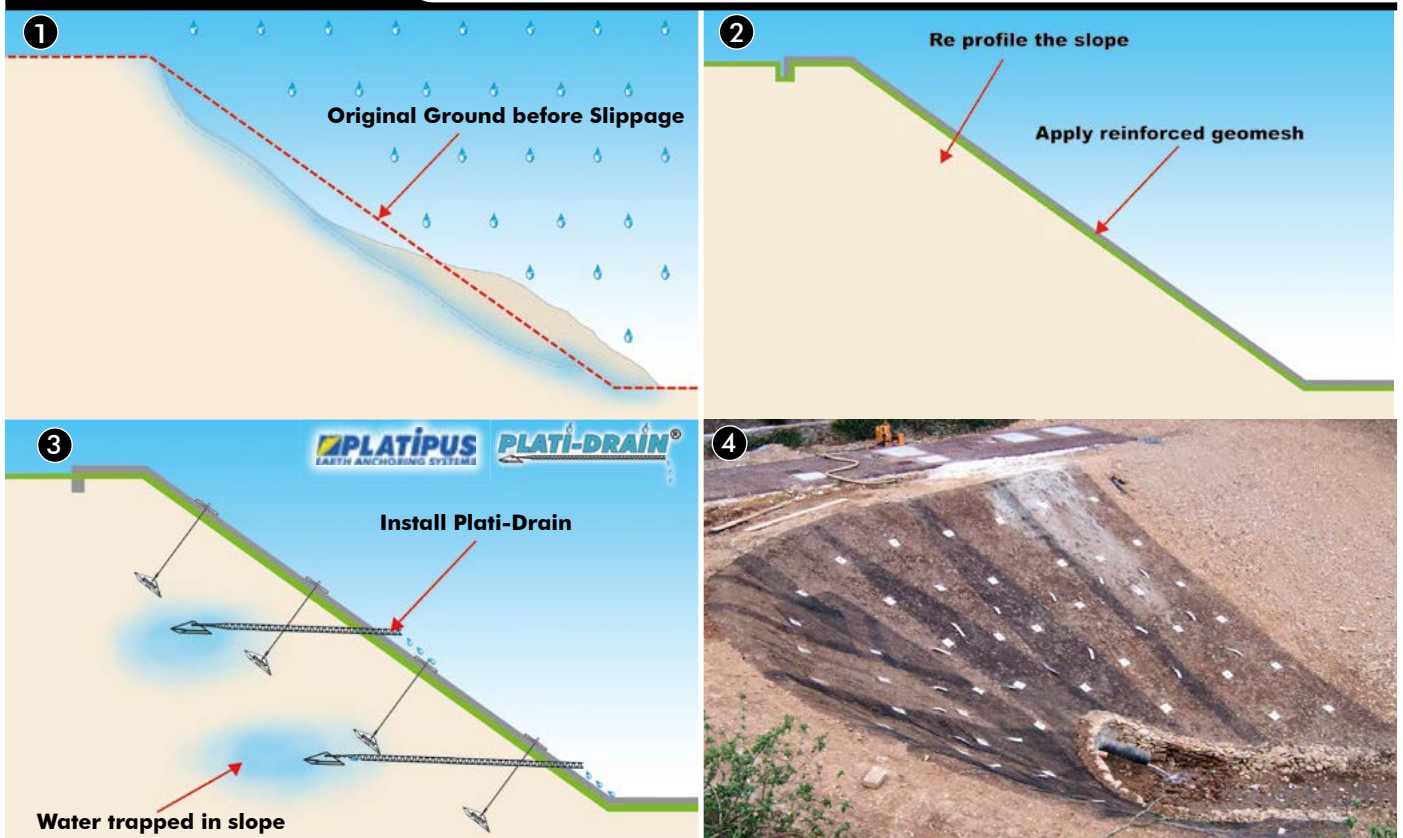 1
Original Ground before Slippage
2
Re profile the slope
Apply reinforced geomesh
3
PLATIPUS
EARTH ANCHORING SYSTEMS
PLATI-DRAIN®
Install Plati-Drain
Water trapped in slope
4